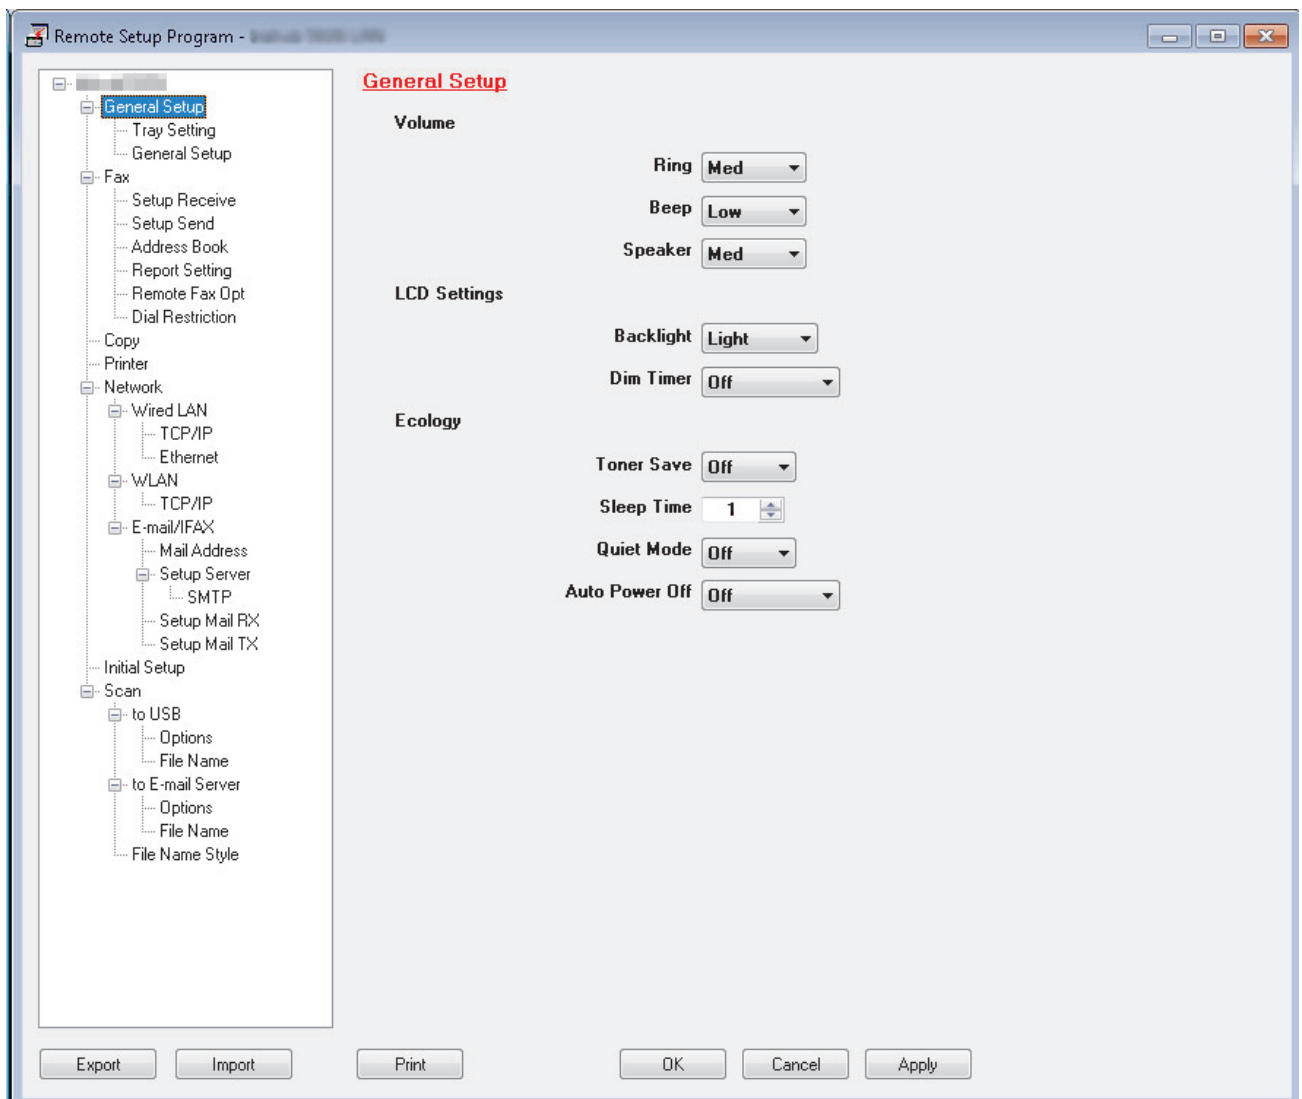 Remote Setup Program -
General Setup
Tray Setting
General Setup
Fax
Setup Receive
Setup Send
Address Book
Report Setting
Remote Fax Opt
Dial Restriction
Copy
Printer
Network
Wired LAN
TCP/IP
Ethernet
WLAN
TCP/IP
E-mail/IFAX
Mail Address
Setup Server
SMTP
Setup Mail RX
Setup Mail TX
Initial Setup
Scan
to USB
Options
File Name
to E-mail Server
Options
File Name
File Name Style
General Setup
Volume
Ring Med
Beep Low
Speaker Med
LCD Settings
Backlight Light
Dim Timer Off
Ecology
Toner Save Off
Sleep Time 1
Quiet Mode Off
Auto Power Off Off
Export Import Print OK Cancel Apply